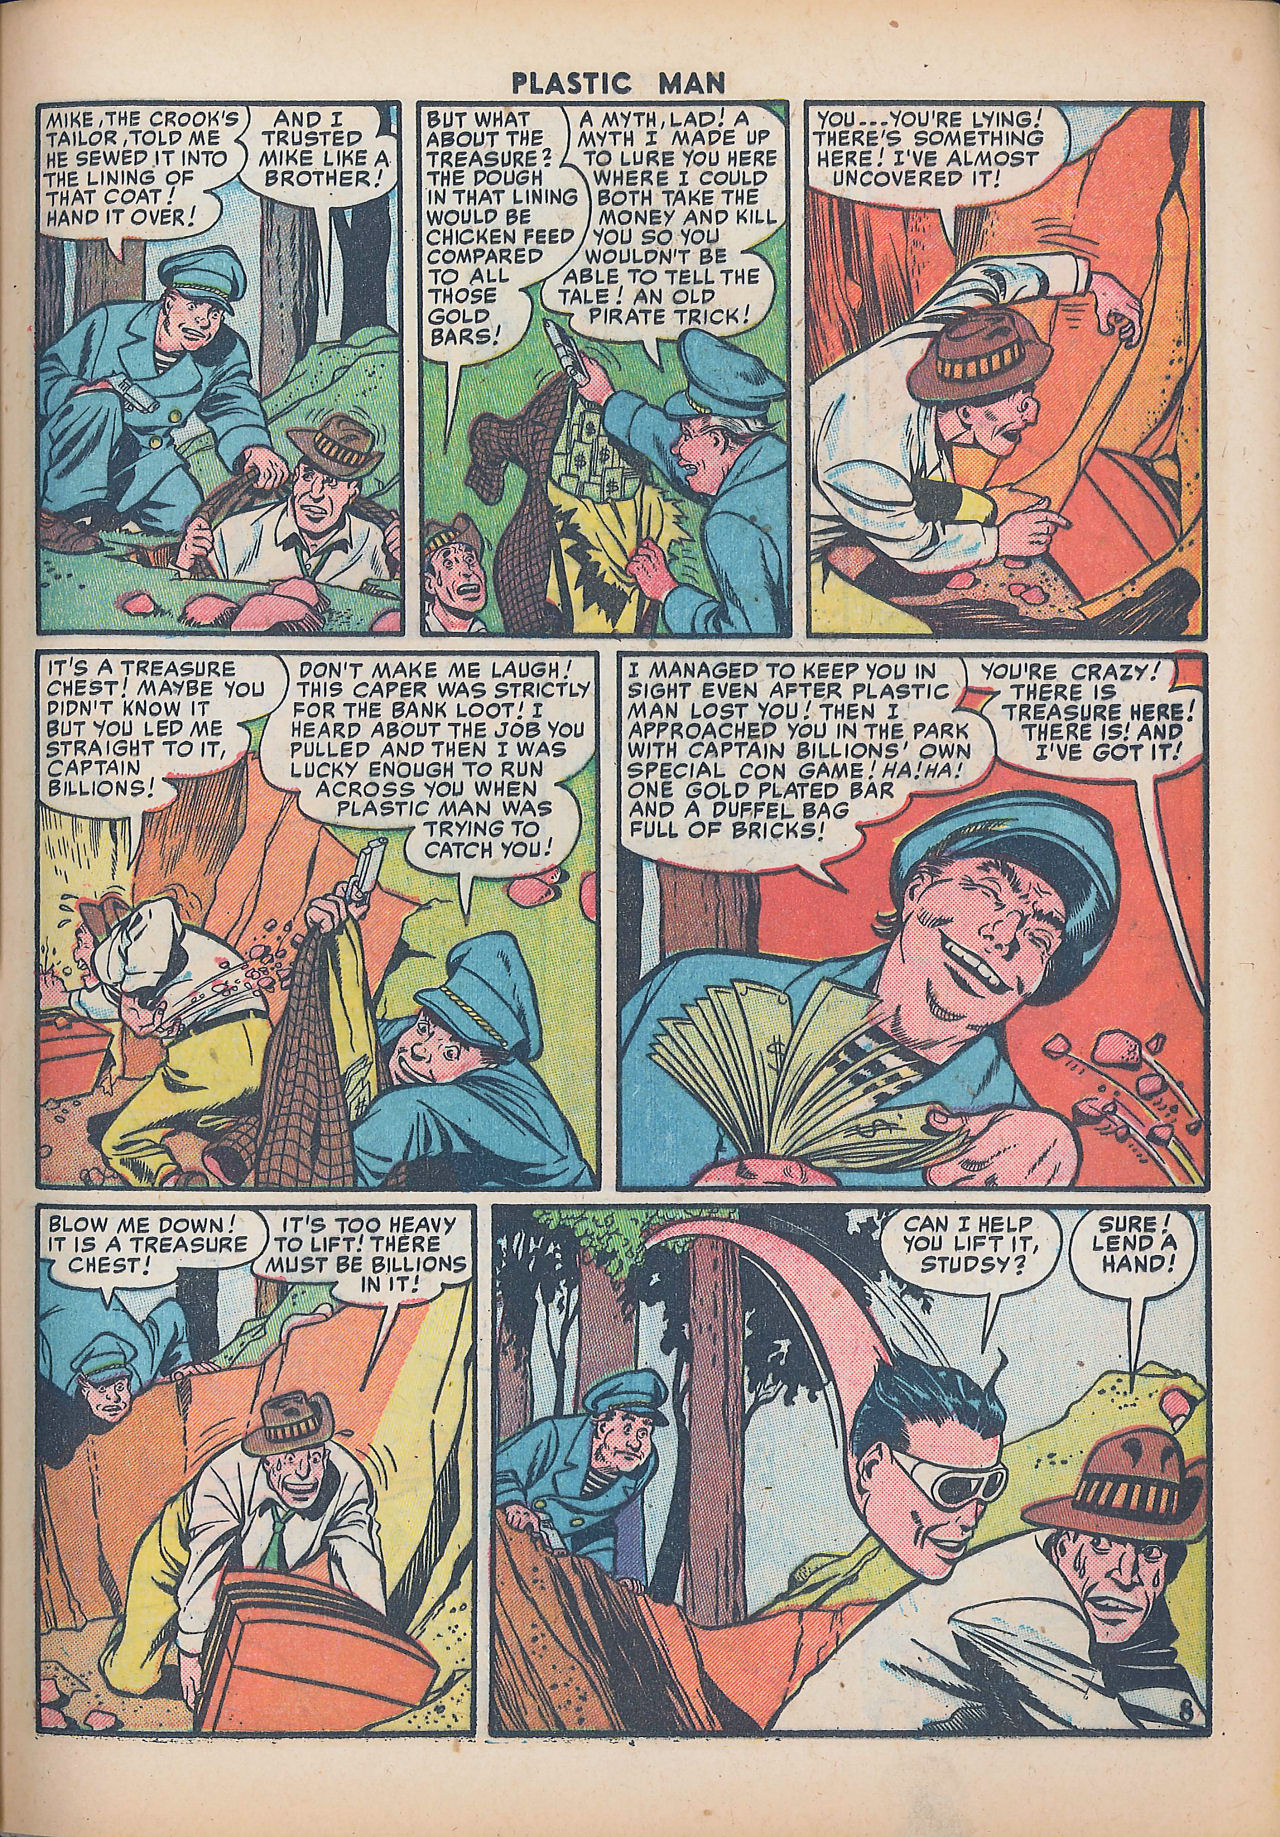 PLASTIC MAN
MIKE, THE CROOK'S
TAILOR, TOLD ME
HE SEWED IT INTO
THE LINING OF
THAT COAT!
HAND IT OVER!
AND I
TRUSTED
MIKE LIKE A
BROTHER!
BUT WHAT
ABOUT THE
TREASURE?
THE DOUGH
IN THAT LINING
WOULD BE
CHICKEN FEED
COMPARED
TO ALL
THOSE
GOLD
BARS!
A MYTH, LAD! A
MYTH I MADE UP
TO LURE YOU HERE
WHERE I COULD
BOTH TAKE THE
MONEY AND KILL
YOU SO YOU
WOULDN'T BE
ABLE TO TELL THE
TALE! AN OLD
PIRATE TRICK!
YOU---YOU'RE LYING!
THERE'S SOMETHING
HERE! I'VE ALMOST
UNCOVERED IT!
IT'S A TREASURE
CHEST! MAYBE YOU
DIDN'T KNOW IT
BUT YOU LED ME
STRAIGHT TO IT,
CAPTAIN
BILLIONS!
DON'T MAKE ME LAUGH!
THIS CAPER WAS STRICTLY
FOR THE BANK LOOT! I
HEARD ABOUT THE JOB YOU
PULLED AND THEN I WAS
LUCKY ENOUGH TO RUN
ACROSS YOU WHEN
PLASTIC MAN WAS
TRYING TO
CATCH YOU!
I MANAGED TO KEEP YOU IN
SIGHT EVEN AFTER PLASTIC
MAN LOST YOU! THEN I
APPROACHED YOU IN THE PARK
WITH CAPTAIN BILLIONS' OWN
SPECIAL CON GAME! HA! HA!
ONE GOLD PLATED BAR
AND A DUFFEL BAG
FULL OF BRICKS!
YOU'RE CRAZY!
THERE IS
TREASURE HERE!
THERE IS! AND
I'VE GOT IT!
BLOW ME DOWN!
IT IS A TREASURE
CHEST!
IT'S TOO HEAVY
TO LIFT! THERE
MUST BE BILLIONS
IN IT!
CAN I HELP
YOU LIFT IT,
STUDSY?
SURE!
LEND A
HAND!
8